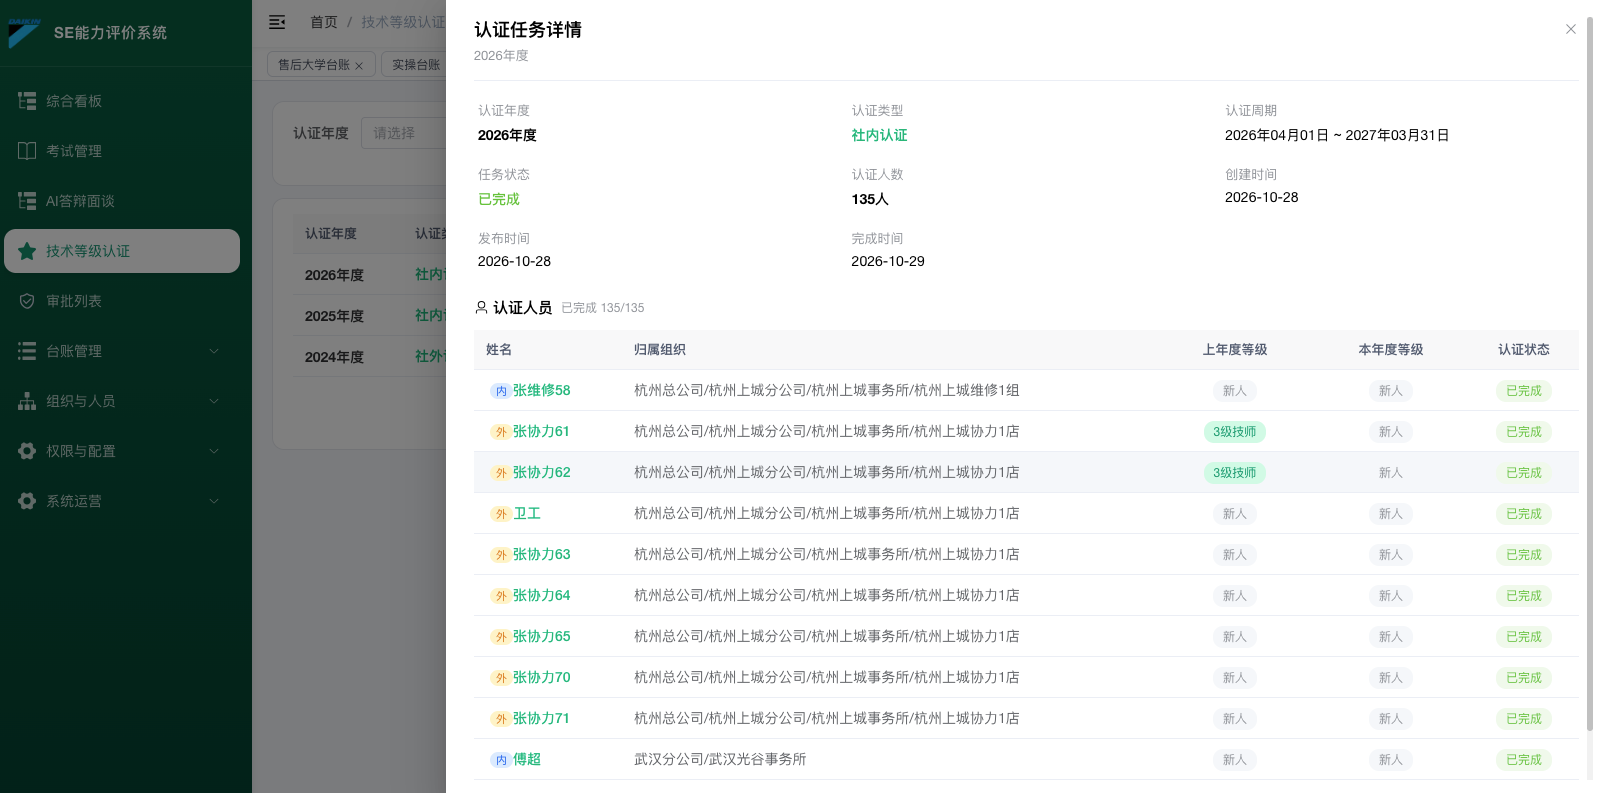 DAIKIN
SE能力评价系统
综合看板
考试管理
AI答辩面谈
技术等级认证
审批列表
台账管理
组织与人员
权限与配置
系统运营
首页 / 技术等级认证
售后大学台账
实操台账
认证年度 请选择
认证年度
2026年度 社内
2025年度 社内
2024年度 社外
认证任务详情
2026年度
认证年度 认证类型 认证周期
2026年度 社内认证 2026年04月01日 ~ 2027年03月31日
任务状态 认证人数 创建时间
已完成 135人 2026-10-28
发布时间 完成时间
2026-10-28 2026-10-29
认证人员 已完成 135/135
姓名 归属组织 上年度等级 本年度等级 认证状态
内 张维修58 杭州总公司/杭州上城分公司/杭州上城事务所/杭州上城维修1组 新人 新人 已完成
外 张协力61 杭州总公司/杭州上城分公司/杭州上城事务所/杭州上城协力1店 3级技师 新人 已完成
外 张协力62 杭州总公司/杭州上城分公司/杭州上城事务所/杭州上城协力1店 3级技师 新人 已完成
外 卫工 杭州总公司/杭州上城分公司/杭州上城事务所/杭州上城协力1店 新人 新人 已完成
外 张协力63 杭州总公司/杭州上城分公司/杭州上城事务所/杭州上城协力1店 新人 新人 已完成
外 张协力64 杭州总公司/杭州上城分公司/杭州上城事务所/杭州上城协力1店 新人 新人 已完成
外 张协力65 杭州总公司/杭州上城分公司/杭州上城事务所/杭州上城协力1店 新人 新人 已完成
外 张协力70 杭州总公司/杭州上城分公司/杭州上城事务所/杭州上城协力1店 新人 新人 已完成
外 张协力71 杭州总公司/杭州上城分公司/杭州上城事务所/杭州上城协力1店 新人 新人 已完成
内 傅超 武汉分公司/武汉光谷事务所 新人 新人 已完成